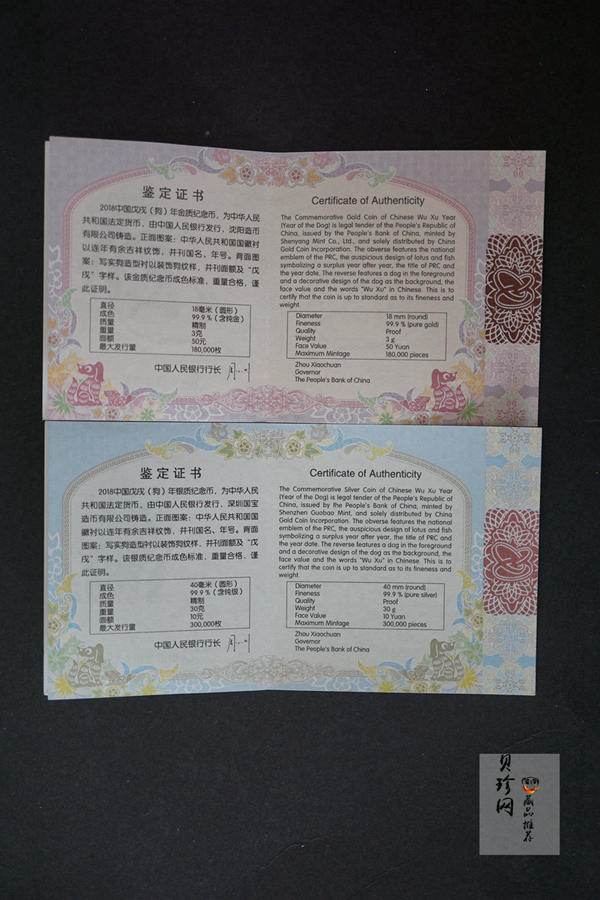 鉴定证书
2018中国戊戌（狗）年金质纪念币，为中华人民
共和国法定货币，由中国人民银行发行，沈阳造币
有限公司铸造。正面图案：中华人民共和国国徽衬
以连年有余吉祥纹饰，并刊国名、年号。背面
图案：写实狗造型衬以装饰狗纹样，并刊面额及“戊
戌”字样。该金质纪念币成色标准，重量合格，谨
此证明。
直径 18毫米（圆形）
成色 99.9％（含纯金）
质量 精制
重量 3克
面额 50元
最大发行量 180,000枚
中国人民银行行长
Certificate of Authenticity
The Commemorative Gold Coin of Chinese Wu Xu Year
(Year of the Dog) is legal tender of the People's Republic of
China, issued by the People's Bank of China, minted by
Shenyang Mint Co., Ltd., and solely distributed by China
Gold Coin Incorporation. The obverse features the national
emblem of the PRC, the auspicious design of lotus and fish
symbolizing a surplus year after year, the title of PRC and
the year date. The reverse features a dog in the foreground
and a decorative design of the dog as the background, the
face value and the words "Wu Xu" in Chinese. This is to
certify that the coin is up to standard as to its fineness and
weight.
Diameter 18 mm (round)
Fineness 99.9 % (pure gold)
Quality Proof
Weight 3 g
Face Value 50 Yuan
Maximum Mintage 180,000 pieces
Zhou Xiaochuan
Governor
The People's Bank of China
鉴定证书
2018中国戊戌（狗）年银质纪念币，为中华人民
共和国法定货币，由中国人民银行发行，深圳国宝
造币有限公司铸造。正面图案：中华人民共和国国
徽衬以连年有余吉祥纹饰，并刊国名、年号。背面
图案：写实狗造型衬以装饰狗纹样，并刊面额及“戊
戌”字样。该银质纪念币成色标准，重量合格，谨
此证明。
直径 40毫米（圆形）
成色 99.9％（含纯银）
质量 精制
重量 30克
面额 10元
最大发行量 300,000枚
中国人民银行行长
Certificate of Authenticity
The Commemorative Silver Coin of Chinese Wu Xu Year
(Year of the Dog) is legal tender of the People's Republic of
China, issued by the People's Bank of China, minted by
Shenzhen Guobao Mint, and solely distributed by China
Gold Coin Incorporation. The obverse features the national
emblem of the PRC, the auspicious design of lotus and fish
symbolizing a surplus year after year, the title of PRC and
the year date. The reverse features a dog in the foreground
and a decorative design of the dog as the background, the
face value and the words "Wu Xu" in Chinese. This is to
certify that the coin is up to standard as to its fineness and
weight.
Diameter 40 mm (round)
Fineness 99.9 % (pure silver)
Quality Proof
Weight 30 g
Face Value 10 Yuan
Maximum Mintage 300,000 pieces
Zhou Xiaochuan
Governor
The People's Bank of China
贝珍网
藏品推荐